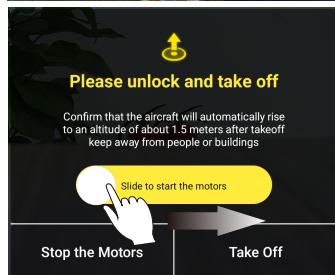 Please unlock and take off
Confirm that the aircraft will automatically rise
to an altitude of about 1.5 meters after takeoff
keep away from people or buildings
Slide to start the motors
Stop the Motors
Take Off